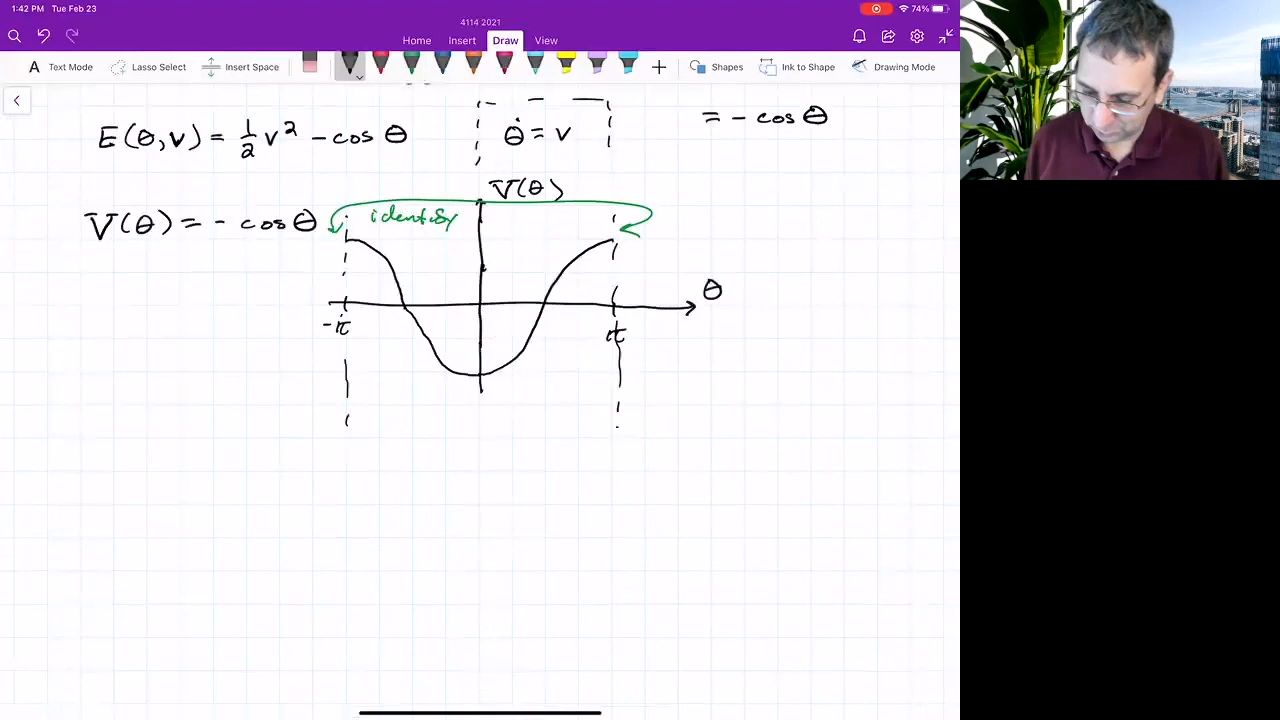 1:42 PM Tue Feb 23
74%
4114 2021
Home Insert Draw View
Text Mode Lasso Select Insert Space Shapes Ink to Shape Drawing Mode
E(θ,v) = 1/2 v² - cos θ
θ̇ = v
= - cos θ
V(θ)
V(θ) = - cos θ
identify
θ
-π
π